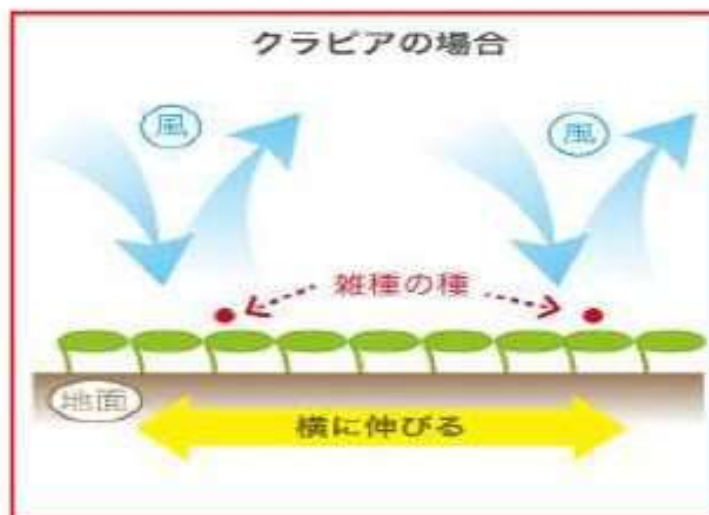 クラピアの場合
風
風
雑種の種
地面
横に伸びる